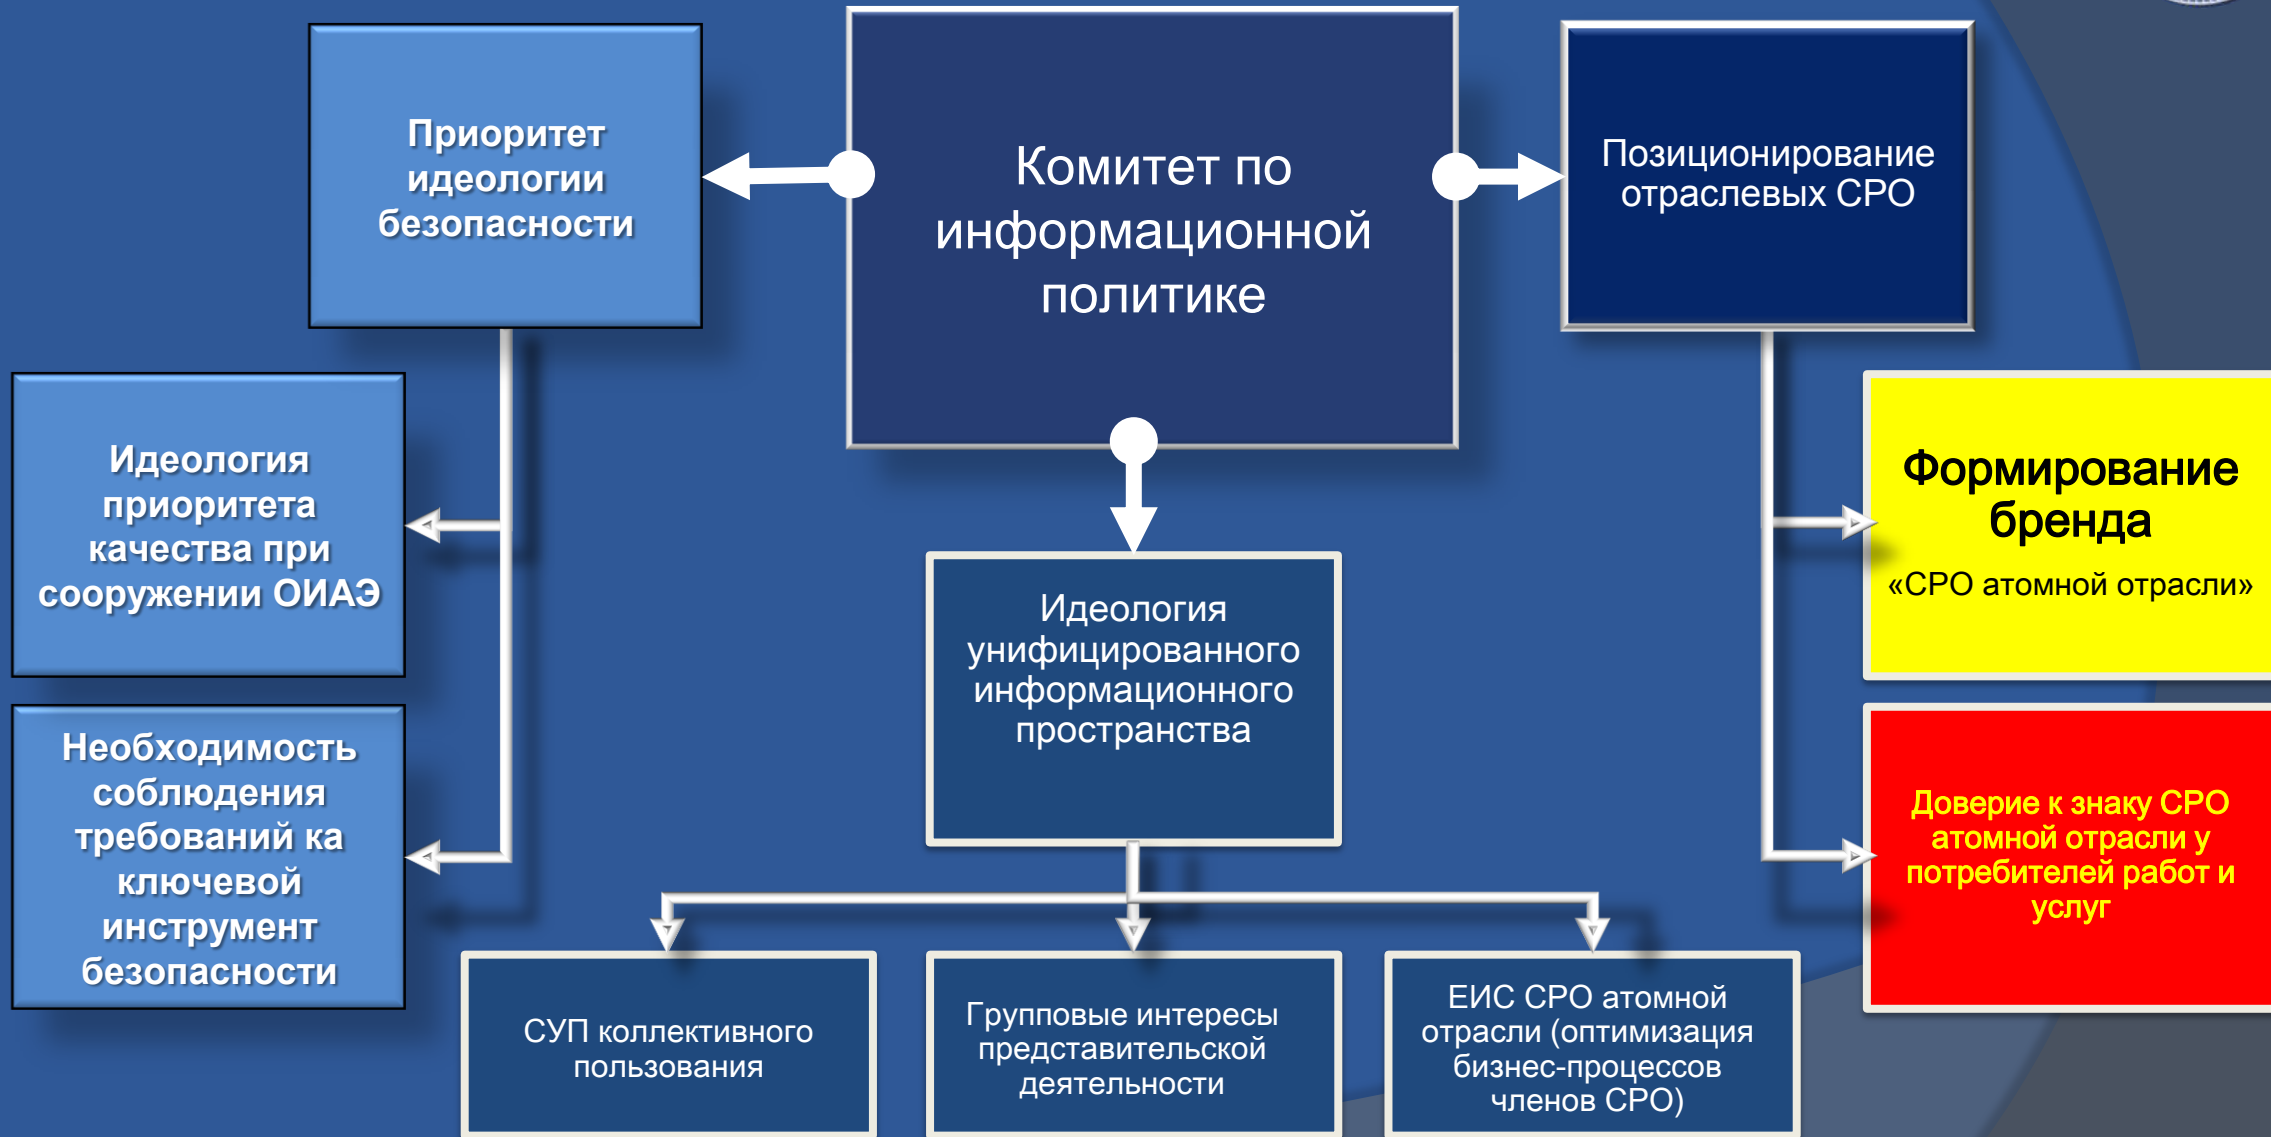 Приоритет
идеологии
безопасности
Комитет по
информационной
политике
Позиционирование
отраслевых СРО
Идеология
приоритета
качества при
сооружении ОИАЭ
Необходимость
соблюдения
требований ка
ключевой
инструмент
безопасности
Идеология
унифицированного
информационного
пространства
Формирование
бренда
«СРО атомной отрасли»
Доверие к знаку СРО
атомной отрасли у
потребителей работ и
услуг
СУП коллективного
пользования
Групповые интересы
представительской
деятельности
ЕИС СРО атомной
отрасли (оптимизация
бизнес-процессов
членов СРО)